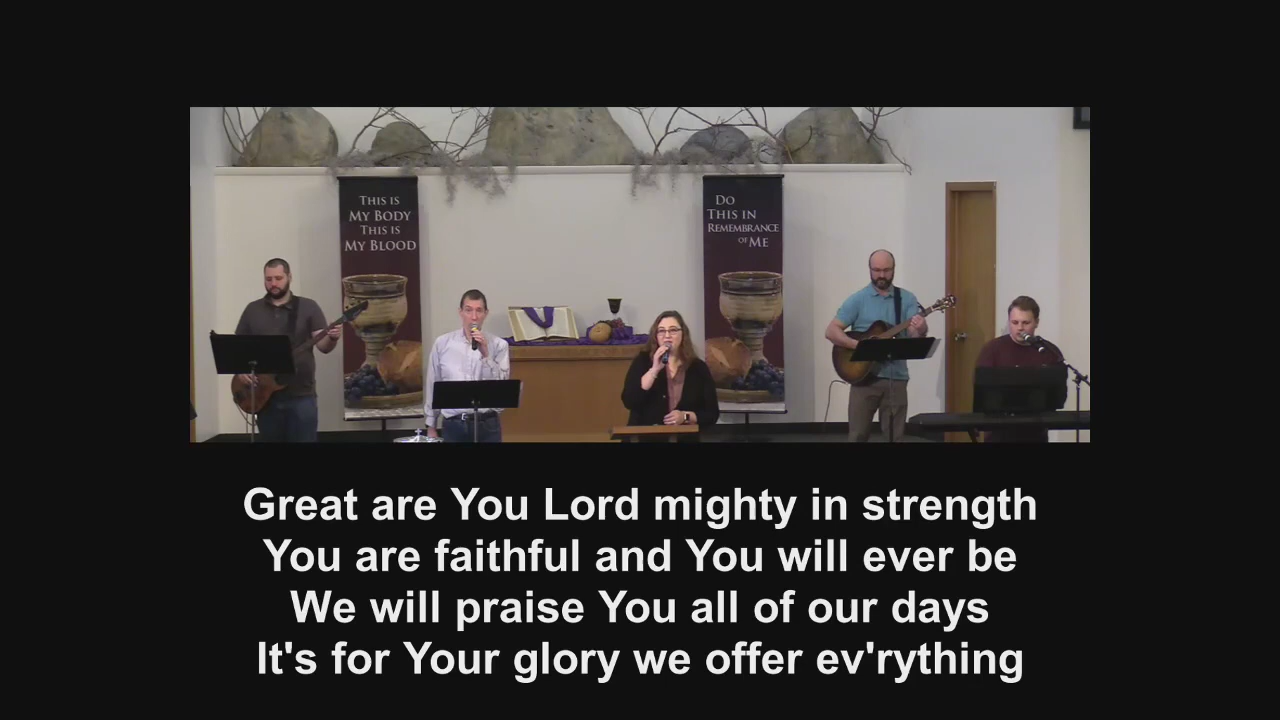 THIS IS
MY BODY
THIS IS
MY BLOOD
DO
THIS IN
REMEMBRANCE
OF ME
Great are You Lord mighty in strength
You are faithful and You will ever be
We will praise You all of our days
It's for Your glory we offer ev'rything